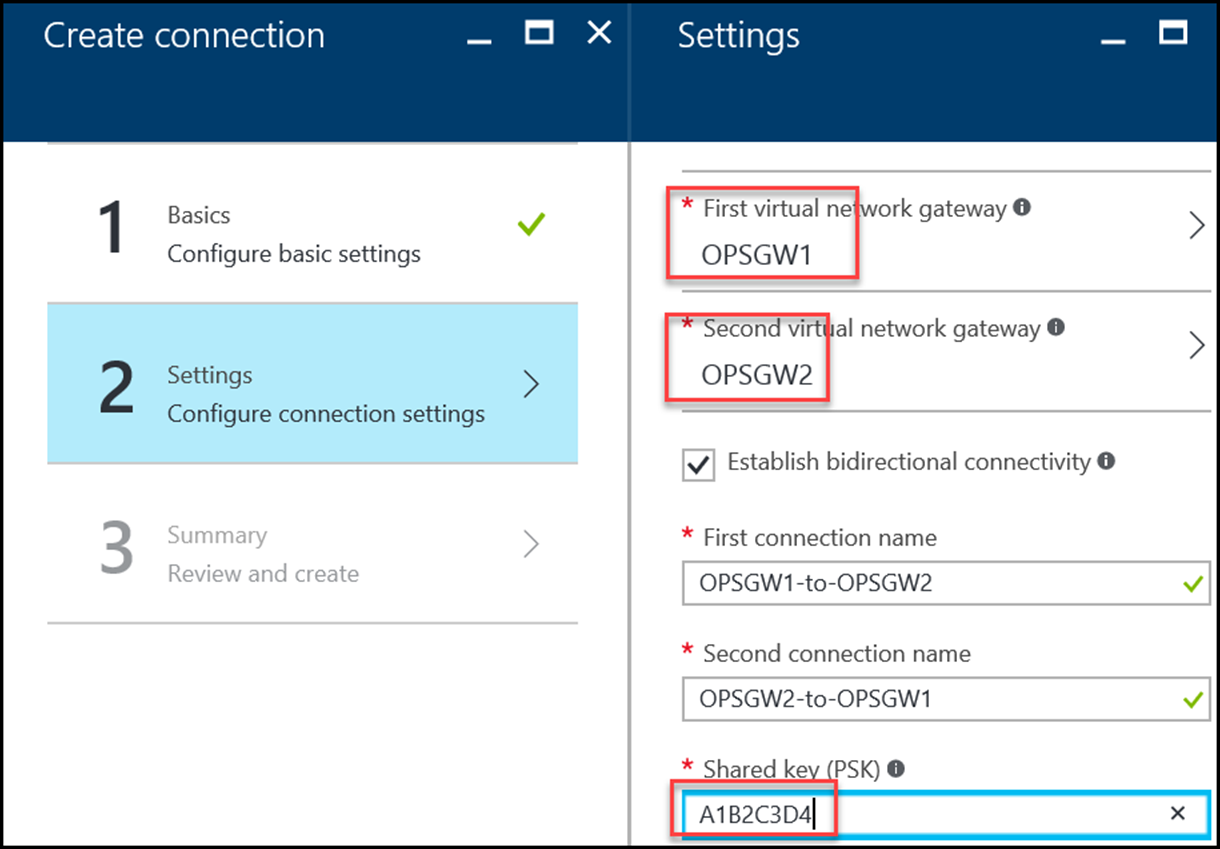 Create connection
1
Basics
Configure basic settings
2
Settings
Configure connection settings
3
Summary
Review and create
Settings
* First virtual network gateway
OPSGW1
* Second virtual network gateway
OPSGW2
Establish bidirectional connectivity
* First connection name
OPSGW1-to-OPSGW2
* Second connection name
OPSGW2-to-OPSGW1
* Shared key (PSK)
A1B2C3D4